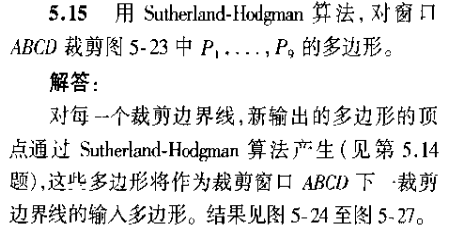 5.15 用 Sutherland-Hodgman 算法,对窗口
ABCD 裁剪图 5-23 中 P₁,...,P₉ 的多边形。
解答:
对每一个裁剪边界线,新输出的多边形的顶
点通过 Sutherland-Hodgman 算法产生(见第 5.14
题),这些多边形将作为裁剪窗口 ABCD 下一裁剪
边界线的输入多边形。结果见图 5-24 至图 5-27。